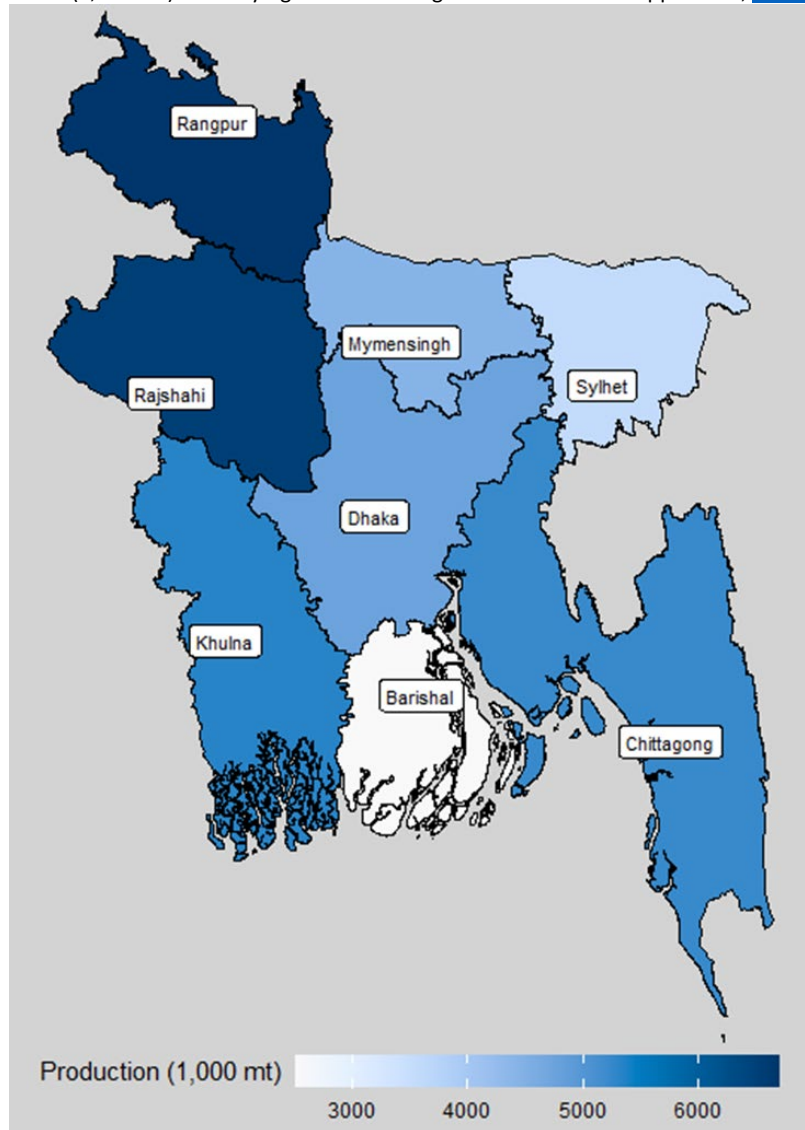 Rangpur
Mymensingh
Sylhet
Rajshahi
Dhaka
Khulna
Barishal
Chittagong
Production (1,000 mt)
3000 4000 5000 6000